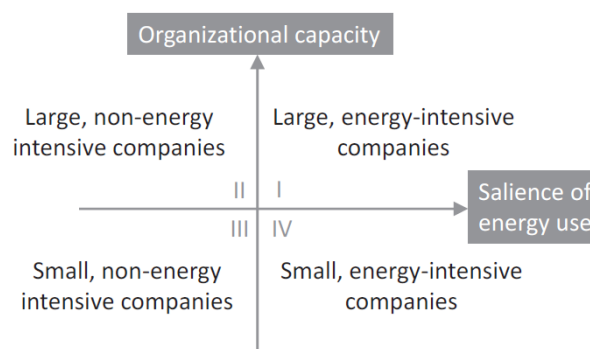 Organizational capacity
Large, non-energy
intensive companies
Large, energy-intensive
companies
II
I
Salience of
energy use
III
IV
Small, non-energy
intensive companies
Small, energy-intensive
companies